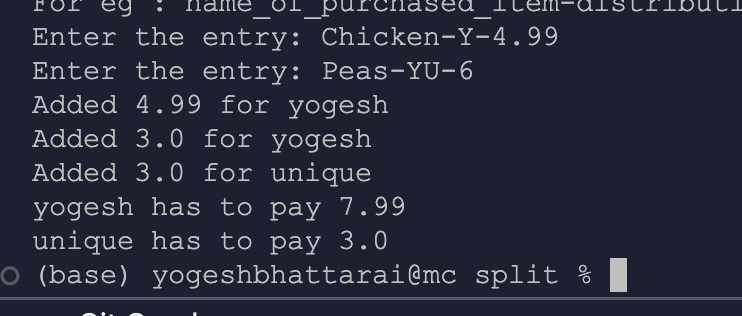 For eg : name_of_purchased_item-distributi
Enter the entry: Chicken-Y-4.99
Enter the entry: Peas-YU-6
Added 4.99 for yogesh
Added 3.0 for yogesh
Added 3.0 for unique
yogesh has to pay 7.99
unique has to pay 3.0
(base) yogeshbhattarai@mc split %